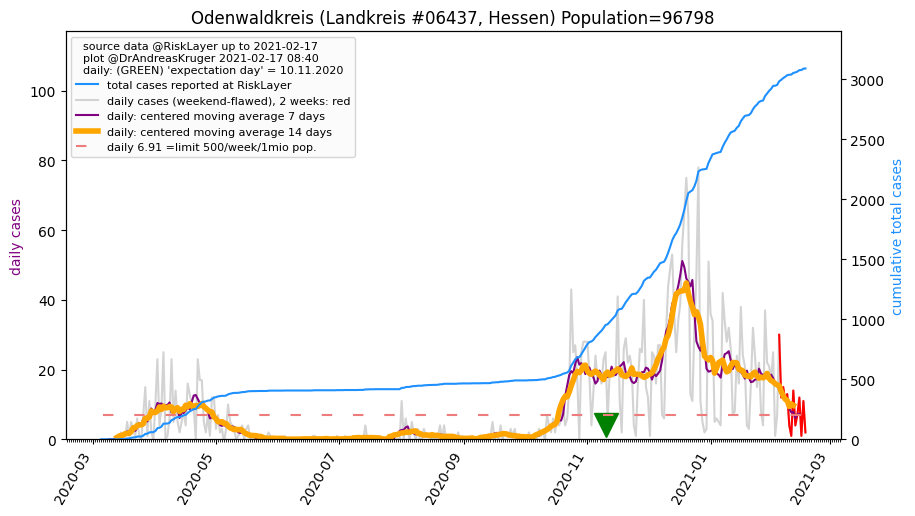 Odenwaldkreis (Landkreis #06437, Hessen) Population=96798
source data @RiskLayer up to 2021-02-17
plot @DrAndreasKruger 2021-02-17 08:40
daily: (GREEN) 'expectation day' = 10.11.2020
total cases reported at RiskLayer
daily cases (weekend-flawed), 2 weeks: red
daily: centered moving average 7 days
daily: centered moving average 14 days
daily 6.91 =limit 500/week/1mio pop.
daily cases
0
20
40
60
80
100
cumulative total cases
0
500
1000
1500
2000
2500
3000
2020-03
2020-05
2020-07
2020-09
2020-11
2021-01
2021-03